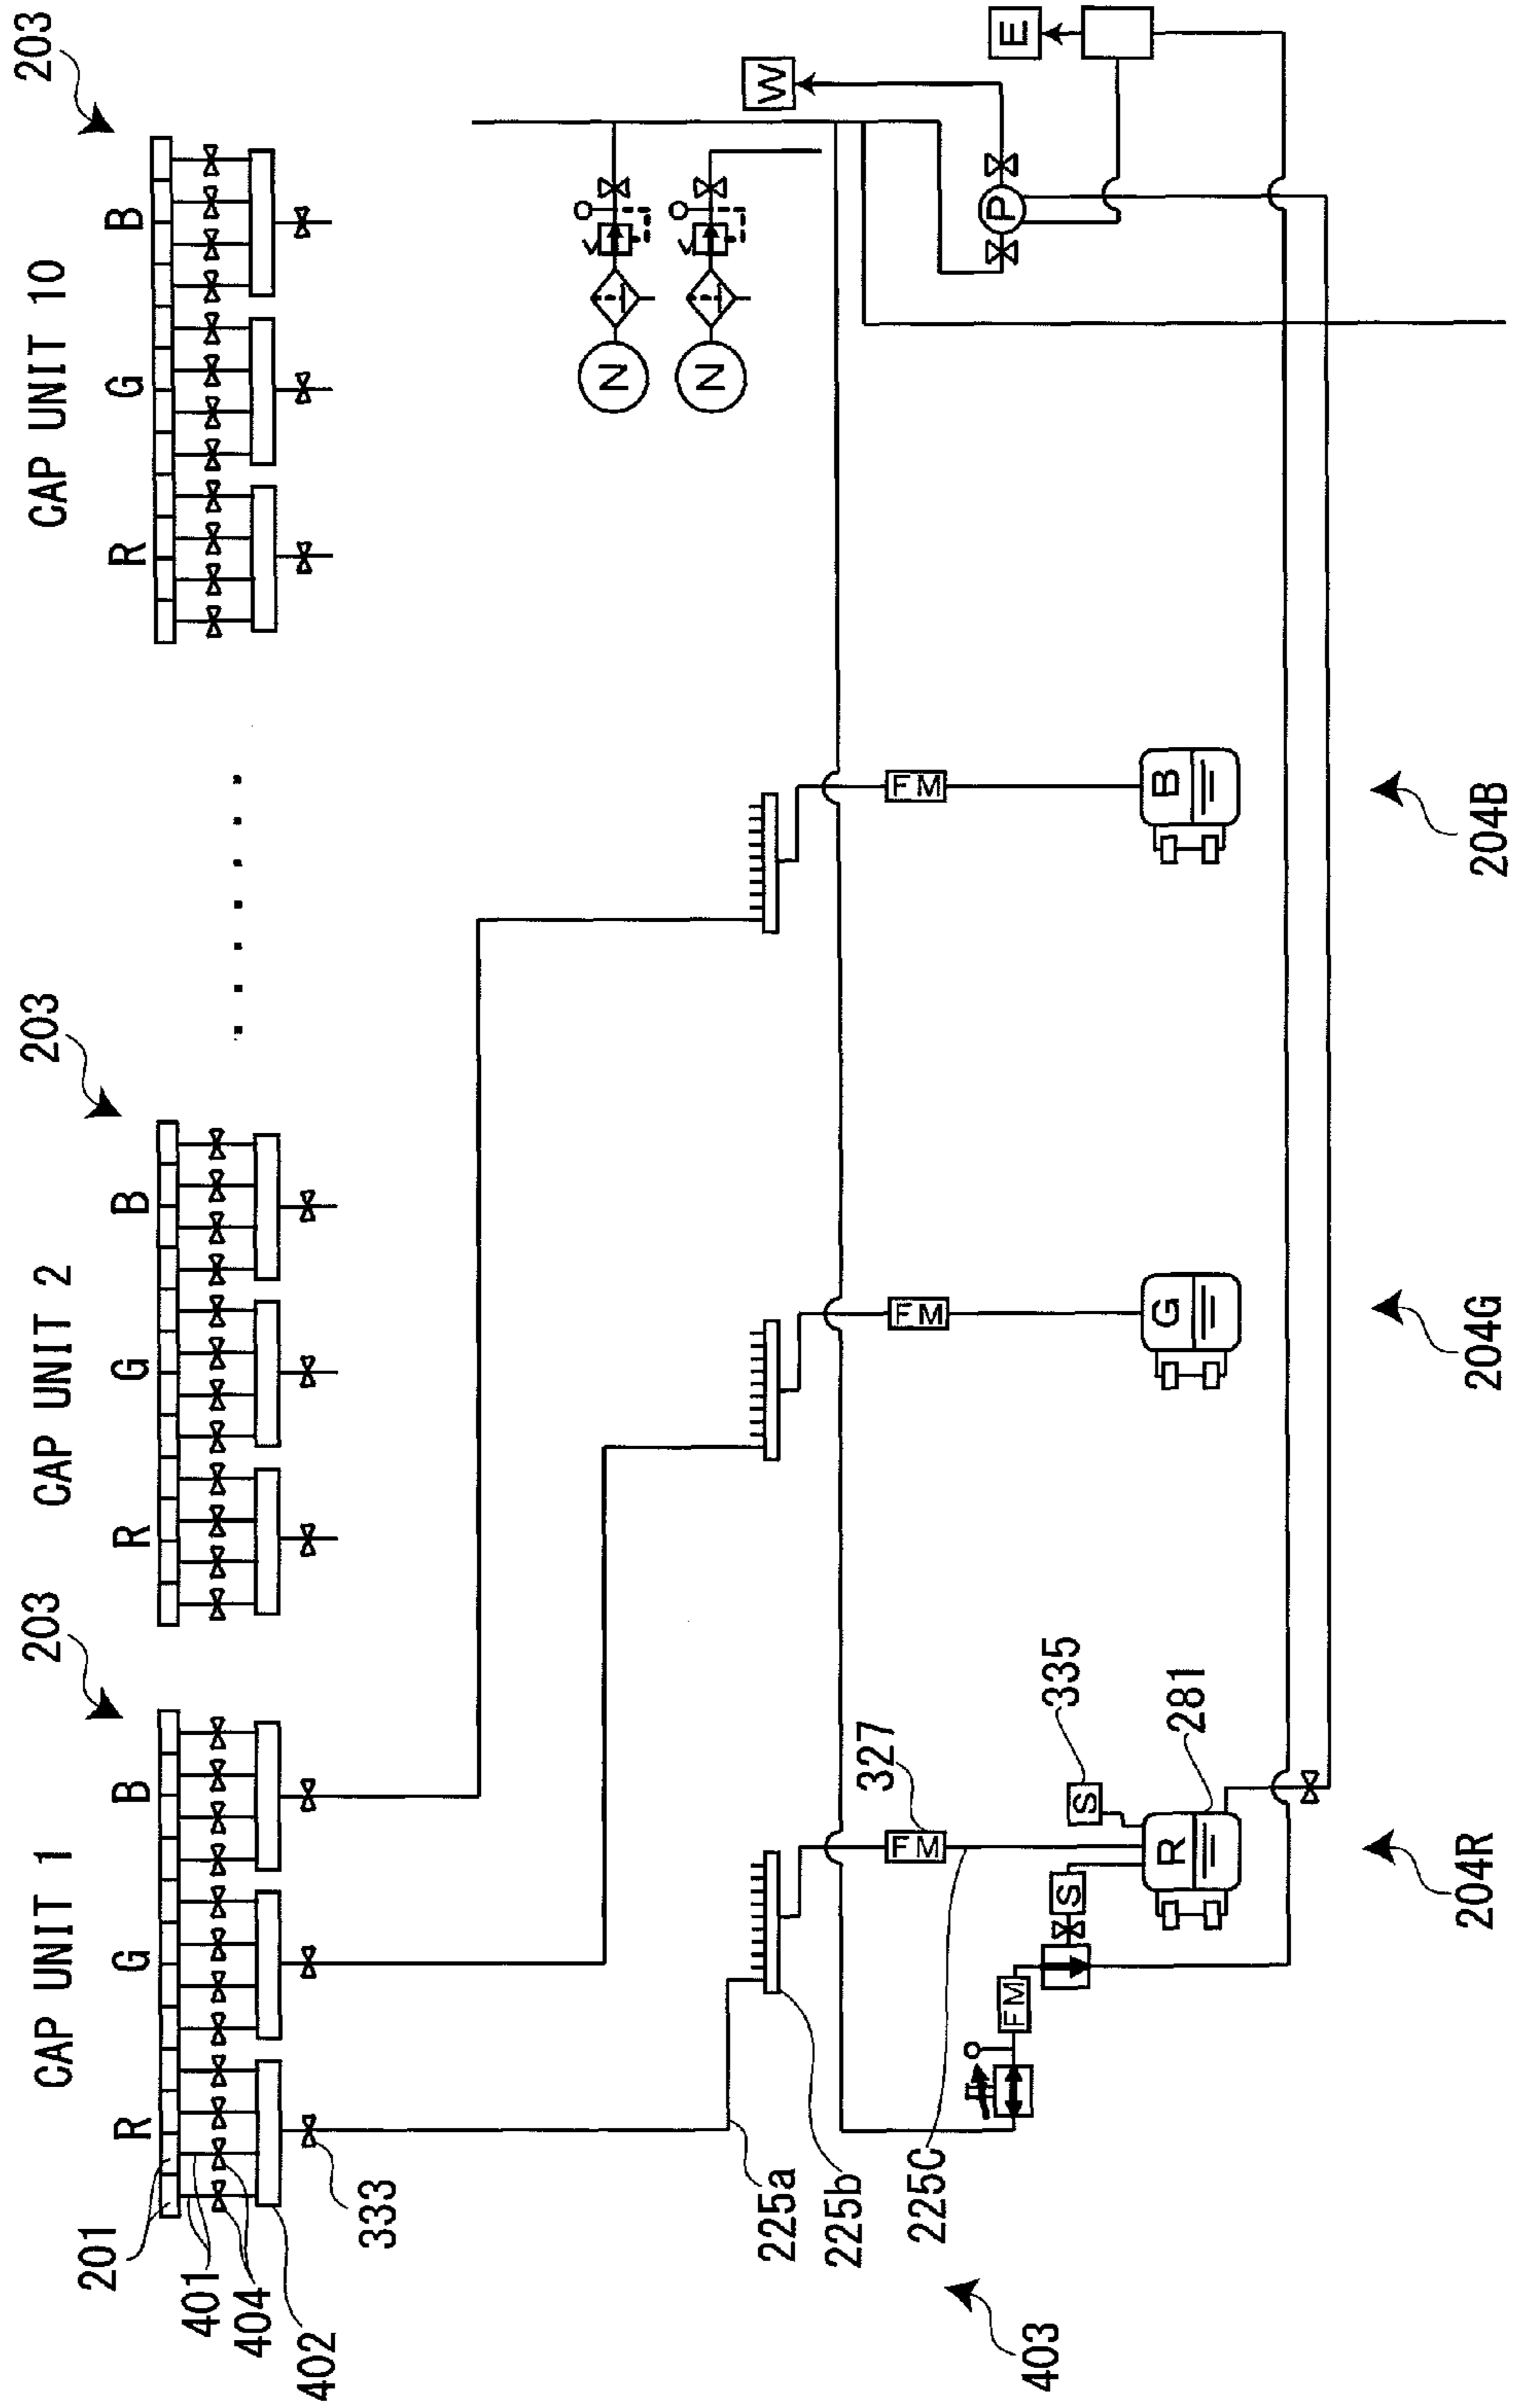 CAP UNIT 1
203
CAP UNIT 2
203
CAP UNIT 10
203
R
G
B
R
G
B
R
G
B
201
401
404
402
333
225a
225b
225C
403
N
N
W
E
P
FM
327
FM
FM
FM
S
S
335
R
281
G
B
204R
204G
204B